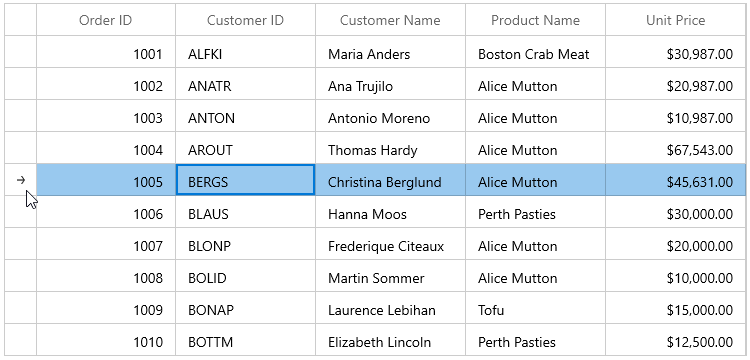 Order ID Customer ID Customer Name Product Name Unit Price
1001 ALFKI Maria Anders Boston Crab Meat $30,987.00
1002 ANATR Ana Trujilo Alice Mutton $20,987.00
1003 ANTON Antonio Moreno Alice Mutton $10,987.00
1004 AROUT Thomas Hardy Alice Mutton $67,543.00
1005 BERGS Christina Berglund Alice Mutton $45,631.00
1006 BLAUS Hanna Moos Perth Pasties $30,000.00
1007 BLONP Frederique Citeaux Alice Mutton $20,000.00
1008 BOLID Martin Sommer Alice Mutton $10,000.00
1009 BONAP Laurence Lebihan Tofu $15,000.00
1010 BOTTM Elizabeth Lincoln Perth Pasties $12,500.00